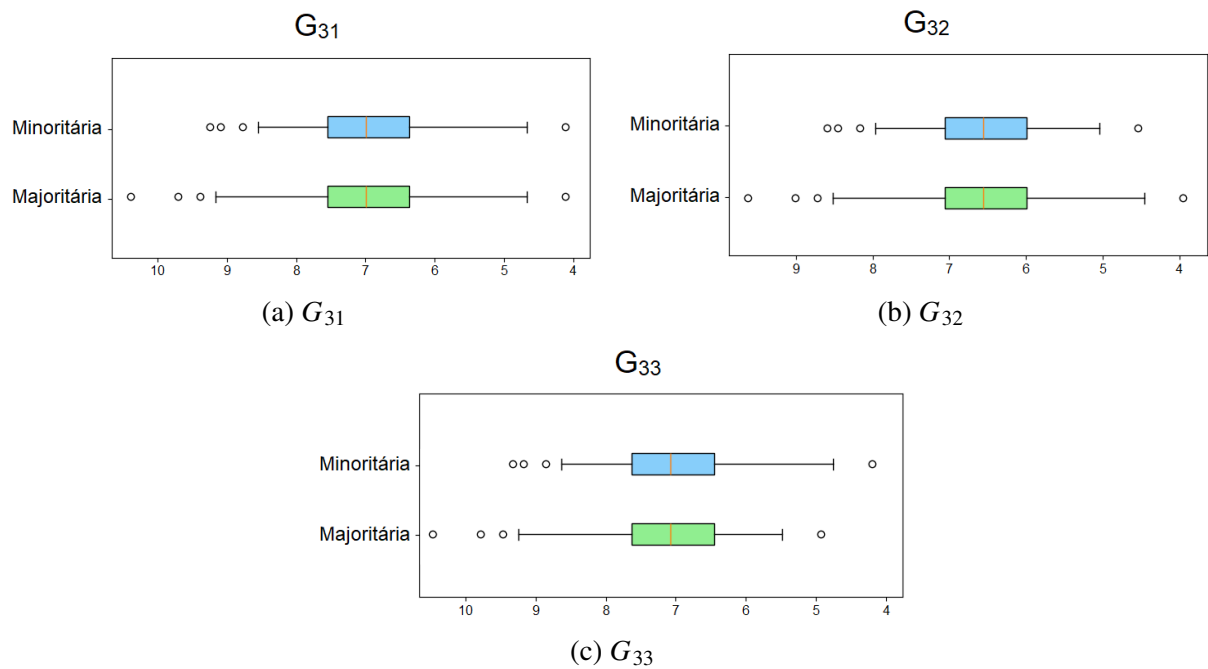 G₃₁
Minoritária
Majoritária
10 9 8 7 6 5 4
(a) G₃₁
G₃₂
Minoritária
Majoritária
9 8 7 6 5 4
(b) G₃₂
G₃₃
Minoritária
Majoritária
10 9 8 7 6 5 4
(c) G₃₃